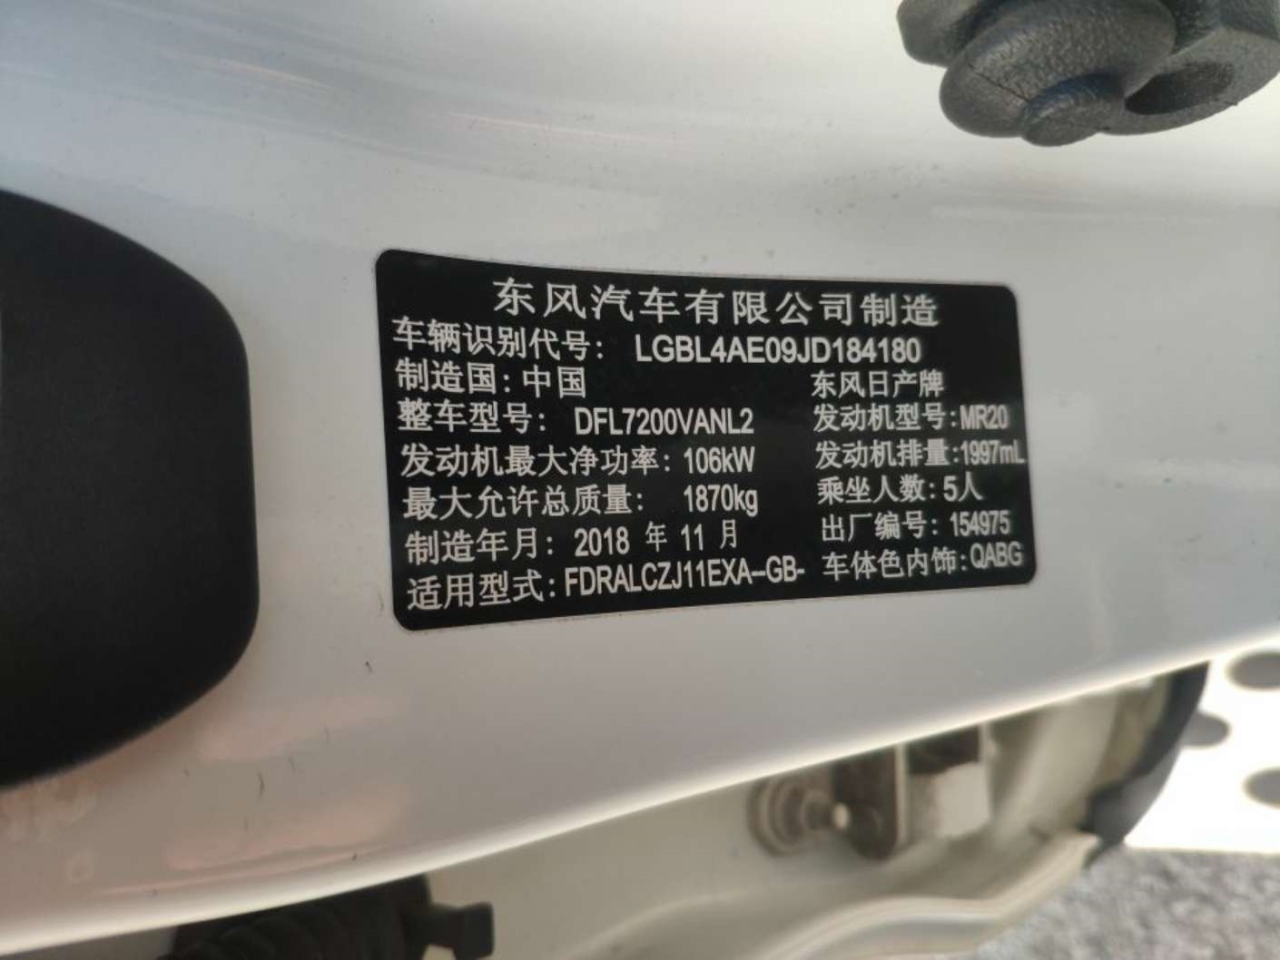 东风汽车有限公司制造
车辆识别代号： LGBL4AE09JD184180
制造国：中国 东风日产牌
整车型号： DFL7200VANL2 发动机型号：MR20
发动机最大净功率：106kW 发动机排量：1997mL
最大允许总质量： 1870kg 乘坐人数：5人
制造年月： 2018 年 11 月 出厂编号： 154975
适用型式：FDRALCZJ11EXA--GB- 车体色内饰：QABG